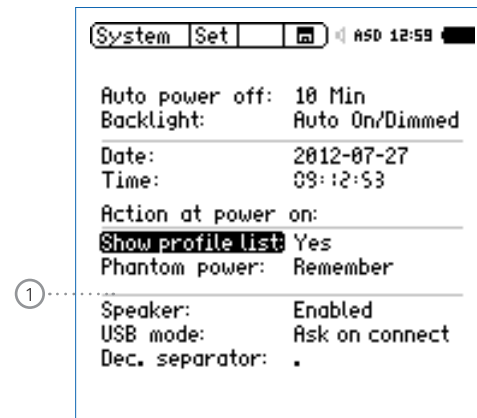 System Set ASD 12:59
Auto power off: 10 Min
Backlight: Auto On/Dimmed
Date: 2012-07-27
Time: 09:12:53
Action at power on:
Show profile list: Yes
Phantom power: Remember
1
Speaker: Enabled
USB mode: Ask on connect
Dec. separator: .